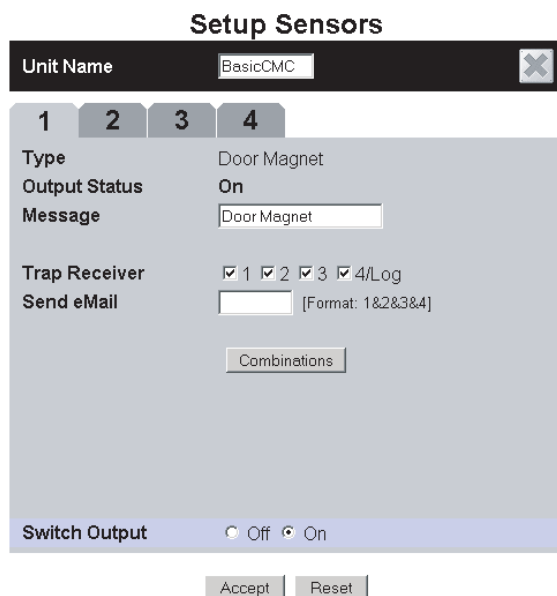 Setup Sensors
Unit Name BasicCMC
1 2 3 4
Type Door Magnet
Output Status On
Message Door Magnet
Trap Receiver 1 2 3 4/Log
Send eMail [Format: 1&2&3&4]
Combinations
Switch Output Off On
Accept Reset